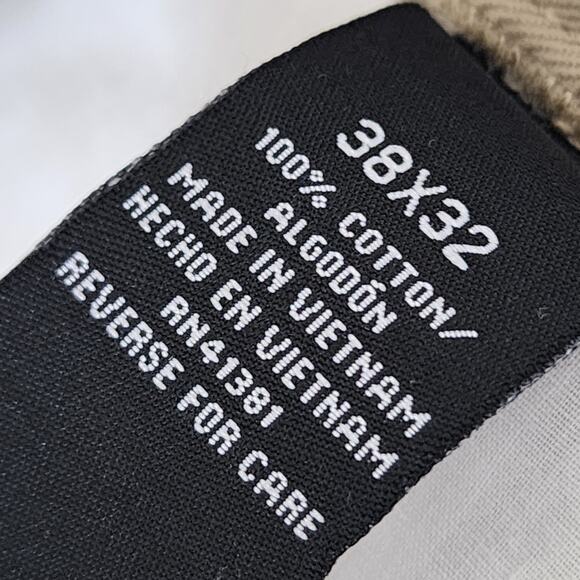 38X32
100% COTTON/
ALGODÓN
MADE IN VIETNAM
HECHO EN VIETNAM
RN41381
REVERSE FOR CARE